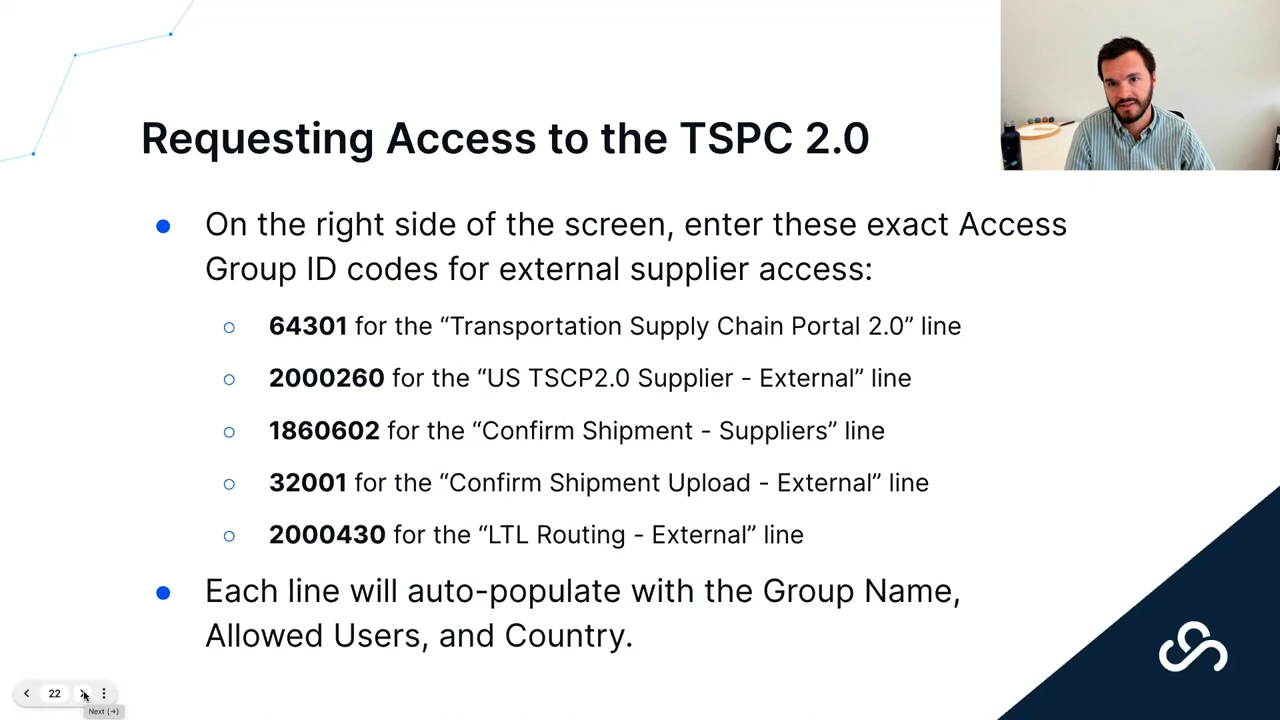 Requesting Access to the TSPC 2.0
● On the right side of the screen, enter these exact Access
Group ID codes for external supplier access:
○ 64301 for the “Transportation Supply Chain Portal 2.0” line
○ 2000260 for the “US TSCP2.0 Supplier - External” line
○ 1860602 for the “Confirm Shipment - Suppliers” line
○ 32001 for the “Confirm Shipment Upload - External” line
○ 2000430 for the “LTL Routing - External” line
● Each line will auto-populate with the Group Name,
Allowed Users, and Country.
22
Next (→)